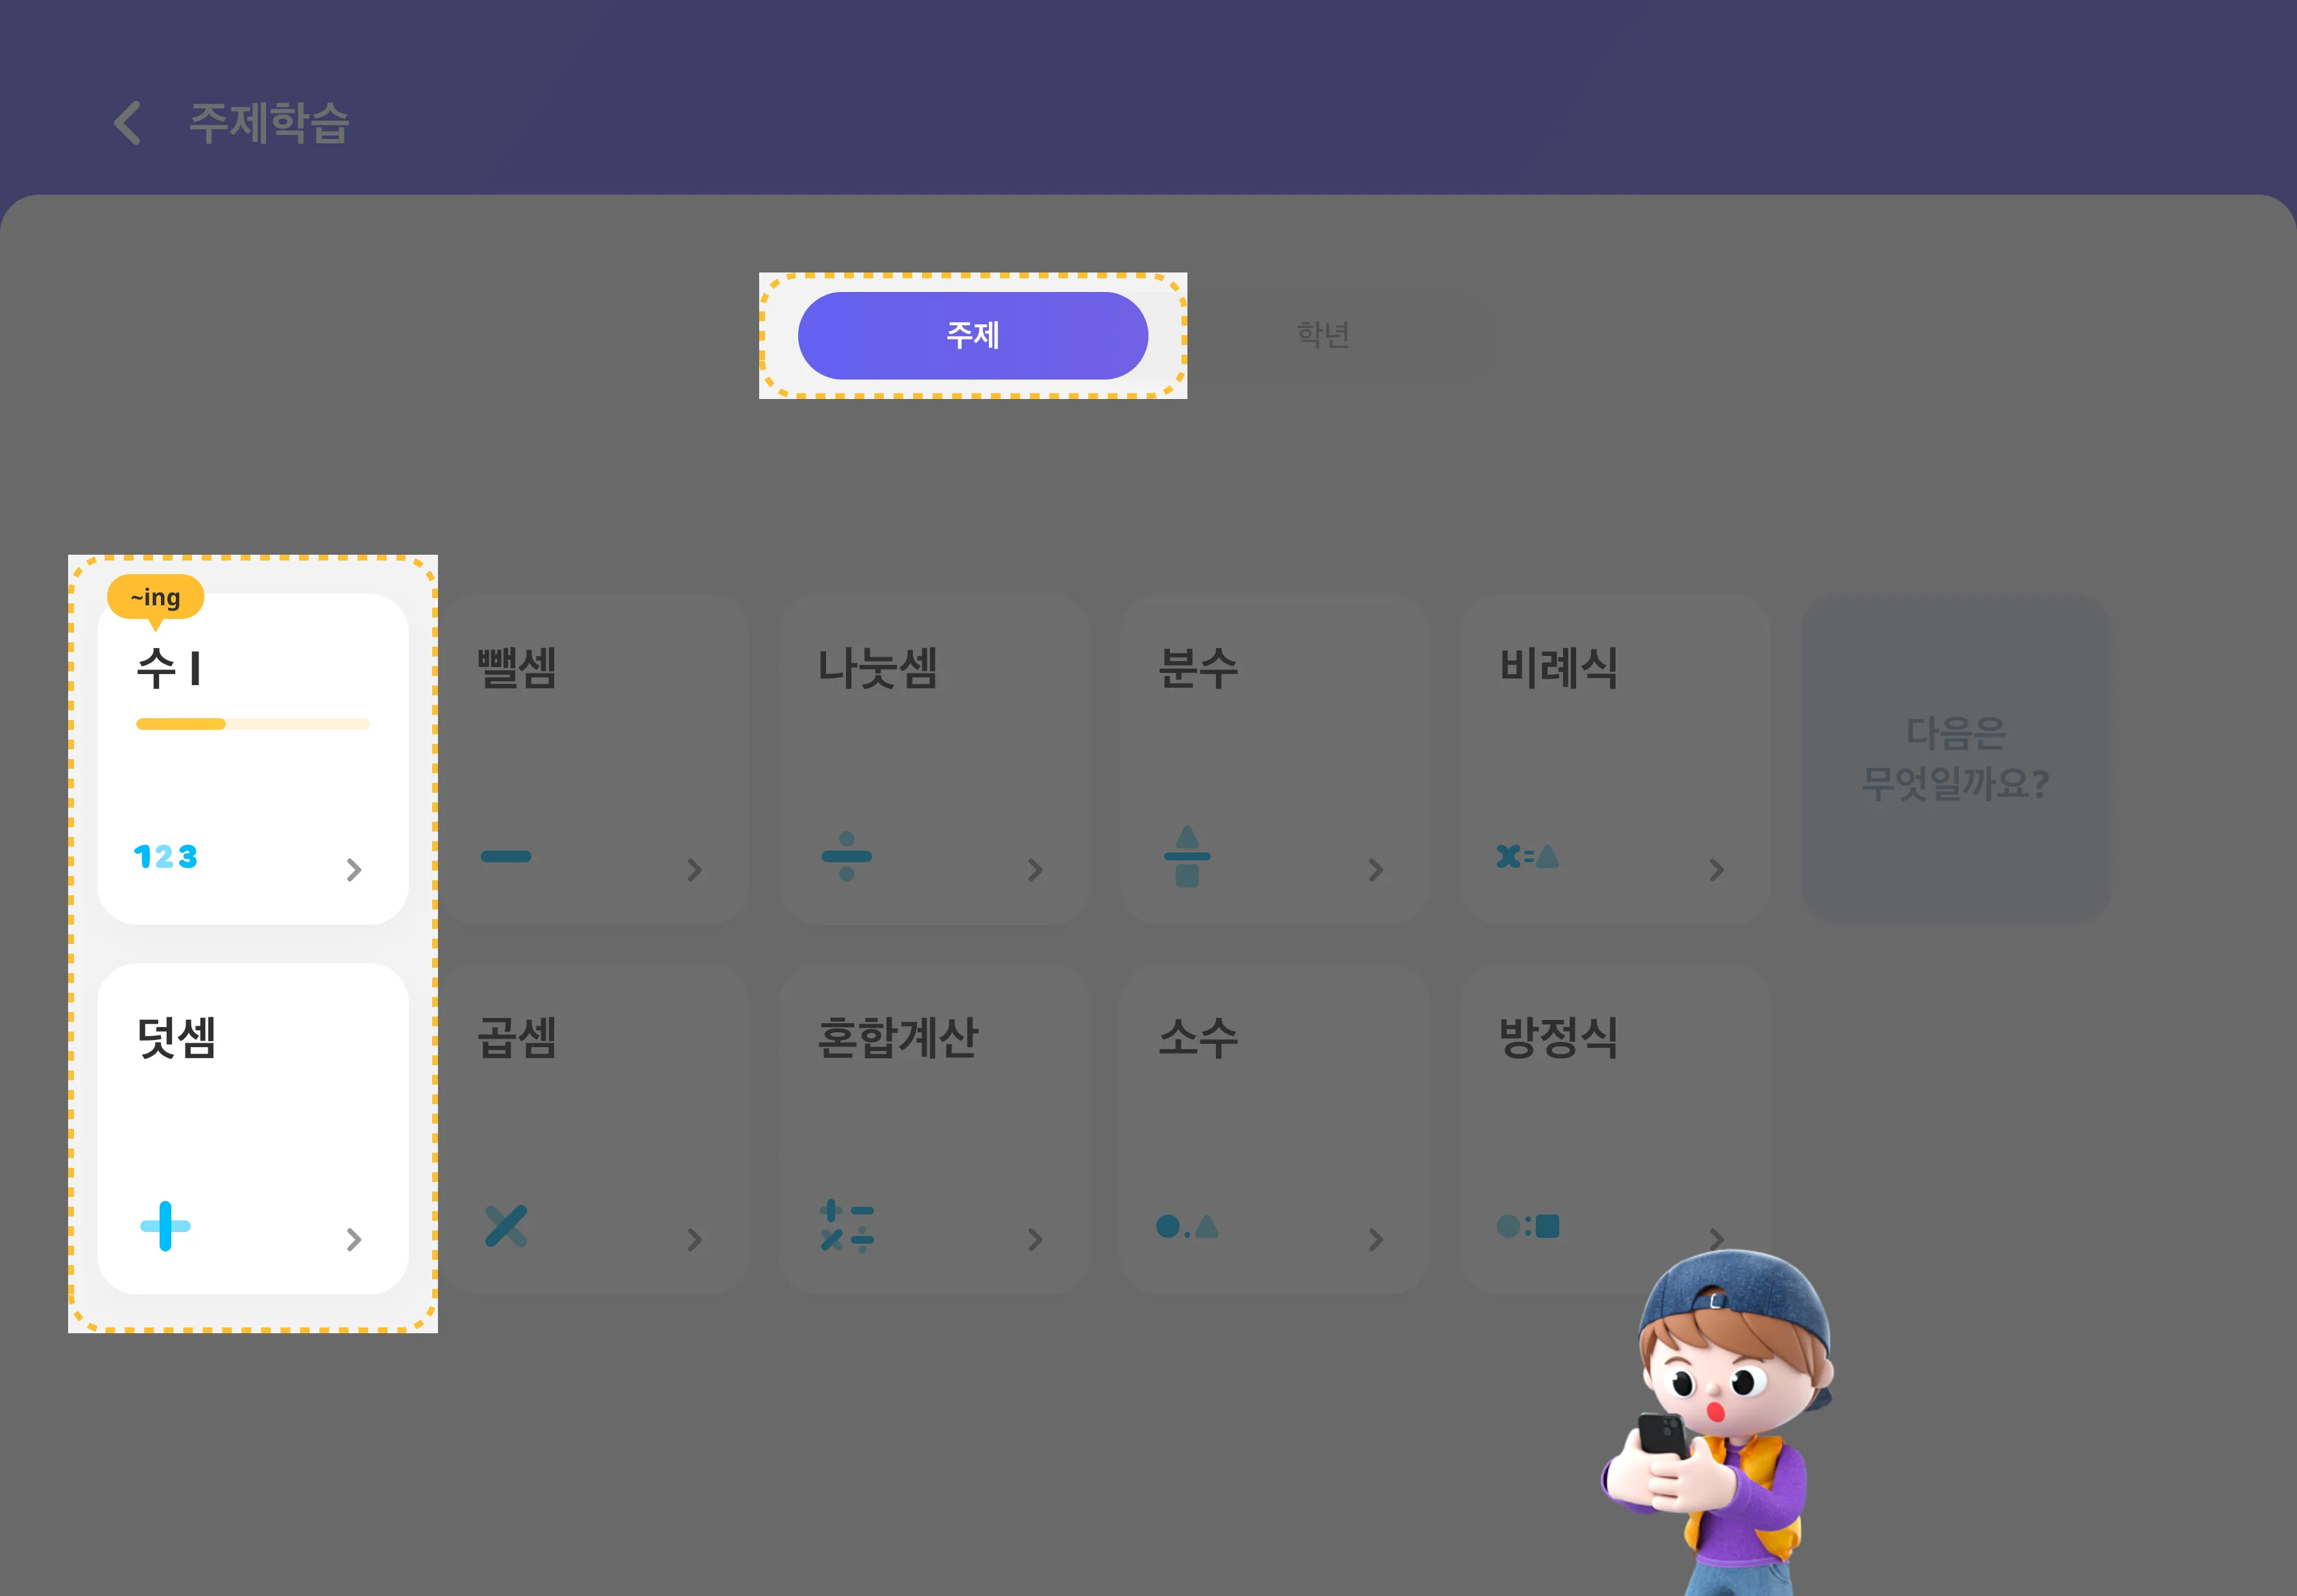 주제학습
주제
학년
~ing
수 I
123
뺄셈
나눗셈
분수
비례식
x=
다음은
무엇일까요?
덧셈
곱셈
혼합계산
소수
방정식